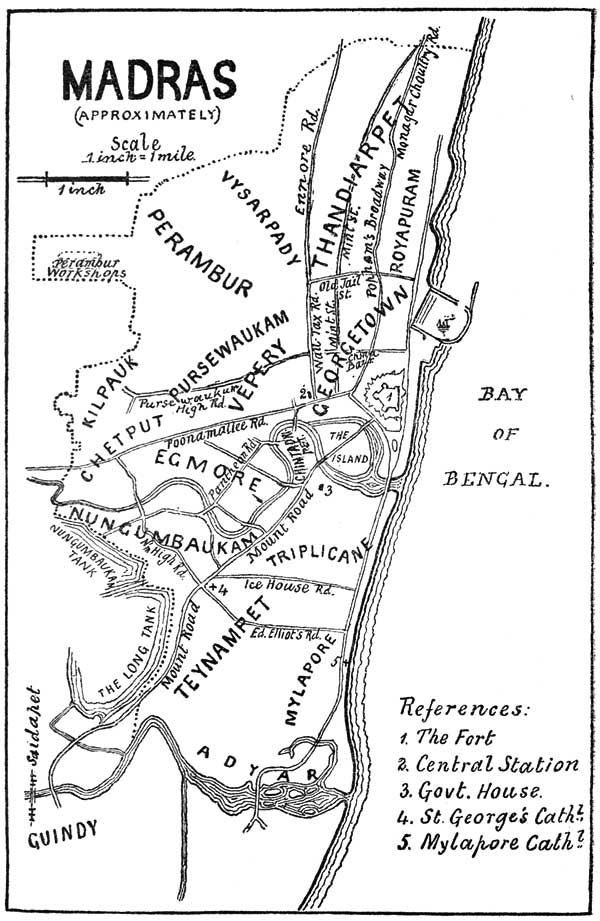 MADRAS
(APPROXIMATELY)
Scale
1 inch = 1 mile.
1 inch
Ennore Rd.
THANDIARPET
Mint St.
Popham's Broadway
Monagar Choultry Rd.
ROYAPURAM
VYSARPADY
PERAMBUR
Perambur
Workshops
Old Jail
St.
Wall Tax Rd.
Mint St.
GEORGETOWN
PURSEWAUKAM
VEPERY
KILPAUK
Pursewaukum
High Rd.
2
1
CHETPUT
Poonamallee Rd.
EGMORE
Pantheon Rd.
THE
ISLAND
3
BAY
OF
BENGAL.
NUNGUMBAUKAM
NUNGUMBAUKAM
TANK
High Rd.
Mount Road
TRIPLICANE
Ice House Rd.
4
THE LONG TANK
Mount Road
TEYNAMPET
Ed. Elliot's Rd.
MYLAPORE
5
Saidapet
ADYAR
GUINDY
References:
1. The Fort
2. Central Station
3. Govt. House.
4. St. George's Cathl.
5. Mylapore Cathl.